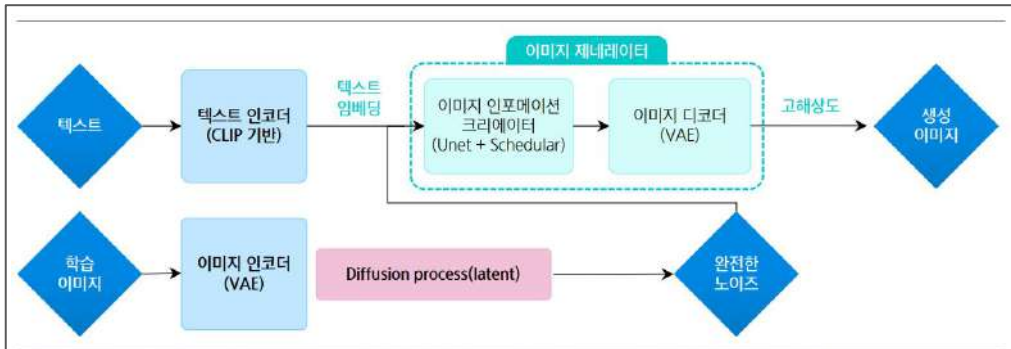 이미지 제네레이터
텍스트
텍스트 인코더
(CLIP 기반)
텍스트
임베딩
이미지 인포메이션
크리에이터
(Unet + Schedular)
이미지 디코더
(VAE)
고해상도
생성
이미지
학습
이미지
이미지 인코더
(VAE)
Diffusion process(latent)
완전한
노이즈